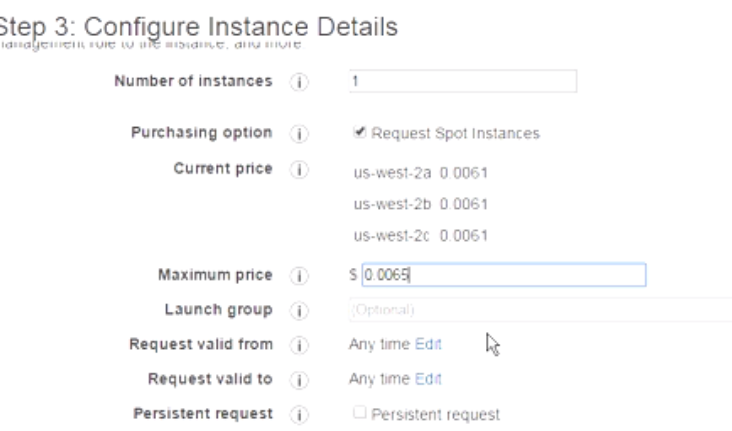 Step 3: Configure Instance Details
management role to the instance, and more
Number of instances 1
Purchasing option Request Spot Instances
Current price us-west-2a 0.0061
us-west-2b 0.0061
us-west-2c 0.0061
Maximum price $ 0.0065
Launch group (Optional)
Request valid from Any time Edit
Request valid to Any time Edit
Persistent request Persistent request